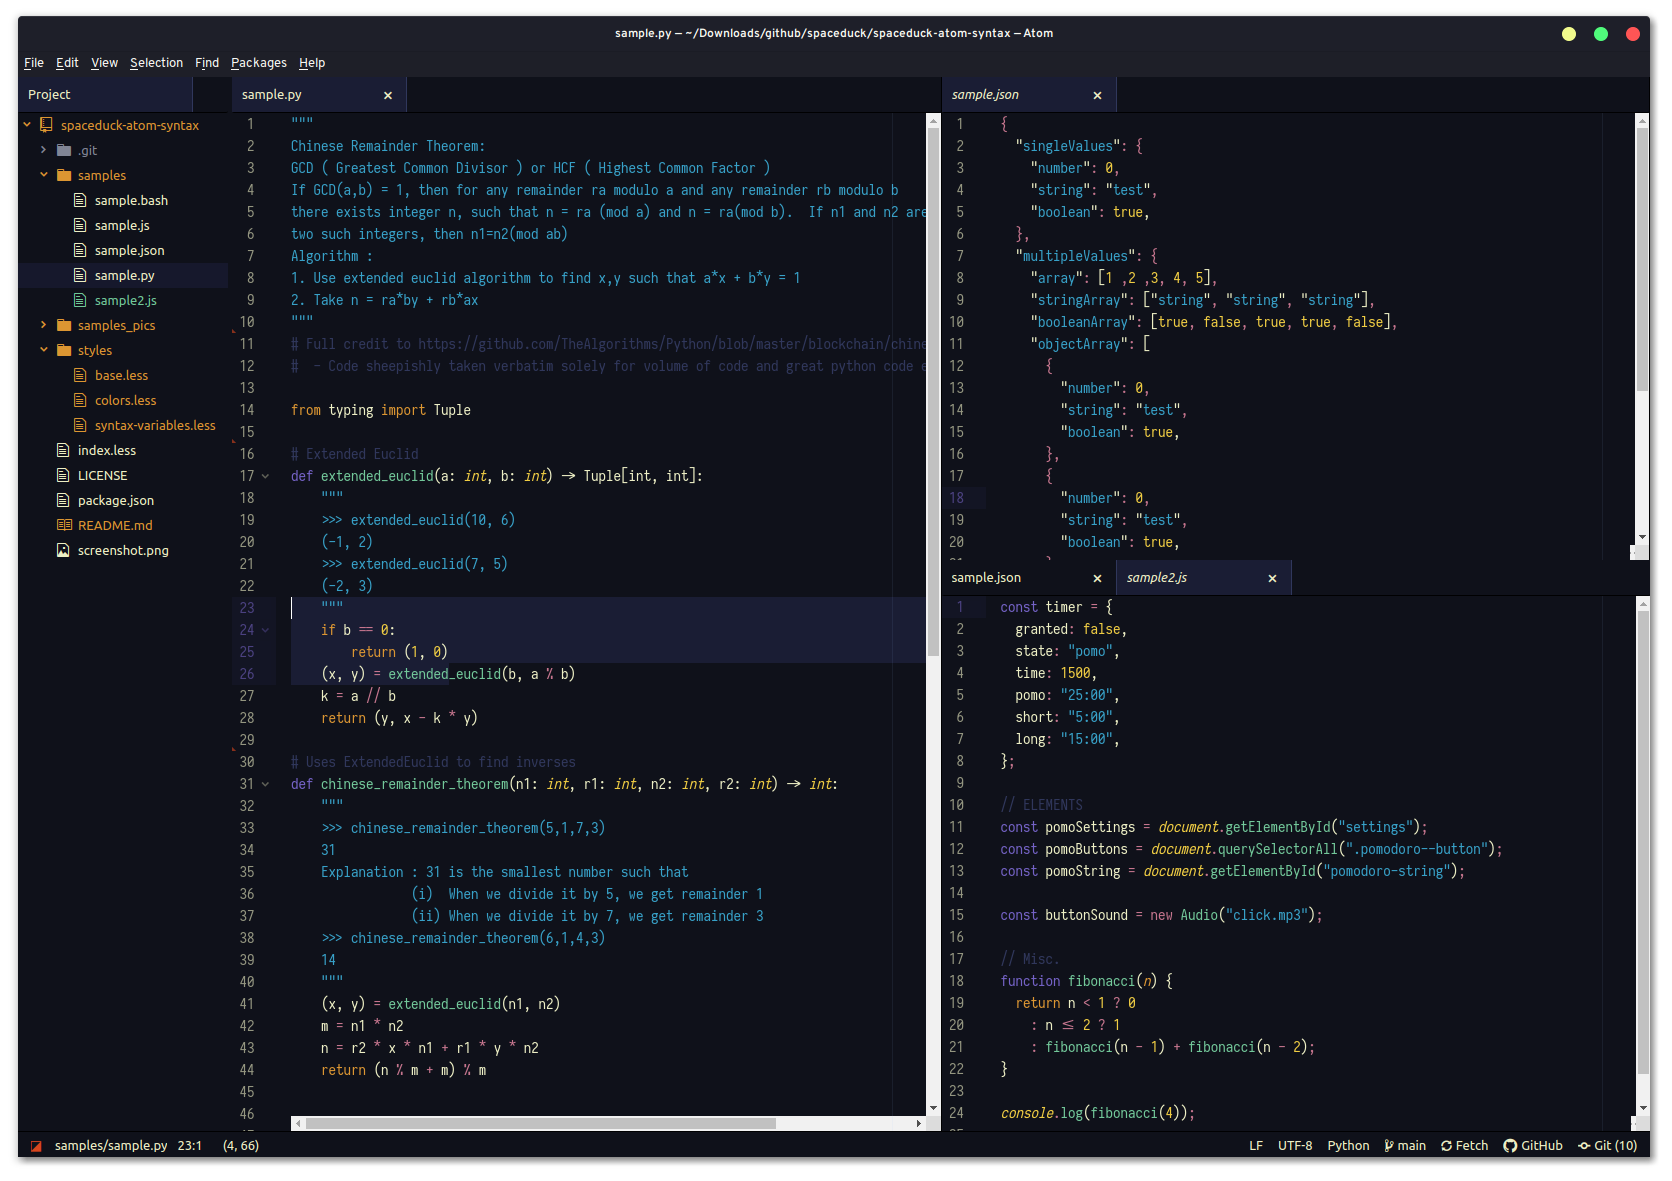 sample.py — ~/Downloads/github/spaceduck/spaceduck-atom-syntax — Atom
File Edit View Selection Find Packages Help
Project
spaceduck-atom-syntax
.git
samples
sample.bash
sample.js
sample.json
sample.py
sample2.js
samples_pics
styles
base.less
colors.less
syntax-variables.less
index.less
LICENSE
package.json
README.md
screenshot.png
sample.py ×
1 """
2 Chinese Remainder Theorem:
3 GCD ( Greatest Common Divisor ) or HCF ( Highest Common Factor )
4 If GCD(a,b) = 1, then for any remainder ra modulo a and any remainder rb modulo b
5 there exists integer n, such that n = ra (mod a) and n = ra(mod b).  If n1 and n2 are
6 two such integers, then n1=n2(mod ab)
7 Algorithm :
8 1. Use extended euclid algorithm to find x,y such that a*x + b*y = 1
9 2. Take n = ra*by + rb*ax
10 """
11 # Full credit to https://github.com/TheAlgorithms/Python/blob/master/blockchain/chine
12 #  - Code sheepishly taken verbatim solely for volume of code and great python code e
13
14 from typing import Tuple
15
16 # Extended Euclid
17 def extended_euclid(a: int, b: int) → Tuple[int, int]:
18     """
19     >>> extended_euclid(10, 6)
20     (-1, 2)
21     >>> extended_euclid(7, 5)
22     (-2, 3)
23     """
24     if b == 0:
25         return (1, 0)
26     (x, y) = extended_euclid(b, a % b)
27     k = a // b
28     return (y, x - k * y)
29
30 # Uses ExtendedEuclid to find inverses
31 def chinese_remainder_theorem(n1: int, r1: int, n2: int, r2: int) → int:
32     """
33     >>> chinese_remainder_theorem(5,1,7,3)
34     31
35     Explanation : 31 is the smallest number such that
36                 (i)  When we divide it by 5, we get remainder 1
37                 (ii) When we divide it by 7, we get remainder 3
38     >>> chinese_remainder_theorem(6,1,4,3)
39     14
40     """
41     (x, y) = extended_euclid(n1, n2)
42     m = n1 * n2
43     n = r2 * x * n1 + r1 * y * n2
44     return (n % m + m) % m
45
46
sample.json ×
1 {
2   "singleValues": {
3     "number": 0,
4     "string": "test",
5     "boolean": true,
6   },
7   "multipleValues": {
8     "array": [1 ,2 ,3, 4, 5],
9     "stringArray": ["string", "string", "string"],
10     "booleanArray": [true, false, true, true, false],
11     "objectArray": [
12       {
13         "number": 0,
14         "string": "test",
15         "boolean": true,
16       },
17       {
18         "number": 0,
19         "string": "test",
20         "boolean": true,
sample.json × sample2.js ×
1 const timer = {
2   granted: false,
3   state: "pomo",
4   time: 1500,
5   pomo: "25:00",
6   short: "5:00",
7   long: "15:00",
8 };
9
10 // ELEMENTS
11 const pomoSettings = document.getElementById("settings");
12 const pomoButtons = document.querySelectorAll(".pomodoro--button");
13 const pomoString = document.getElementById("pomodoro-string");
14
15 const buttonSound = new Audio("click.mp3");
16
17 // Misc.
18 function fibonacci(n) {
19   return n < 1 ? 0
20     : n ≤ 2 ? 1
21     : fibonacci(n - 1) + fibonacci(n - 2);
22 }
23
24 console.log(fibonacci(4));
samples/sample.py 23:1 (4, 66)
LF UTF-8 Python main Fetch GitHub Git (10)